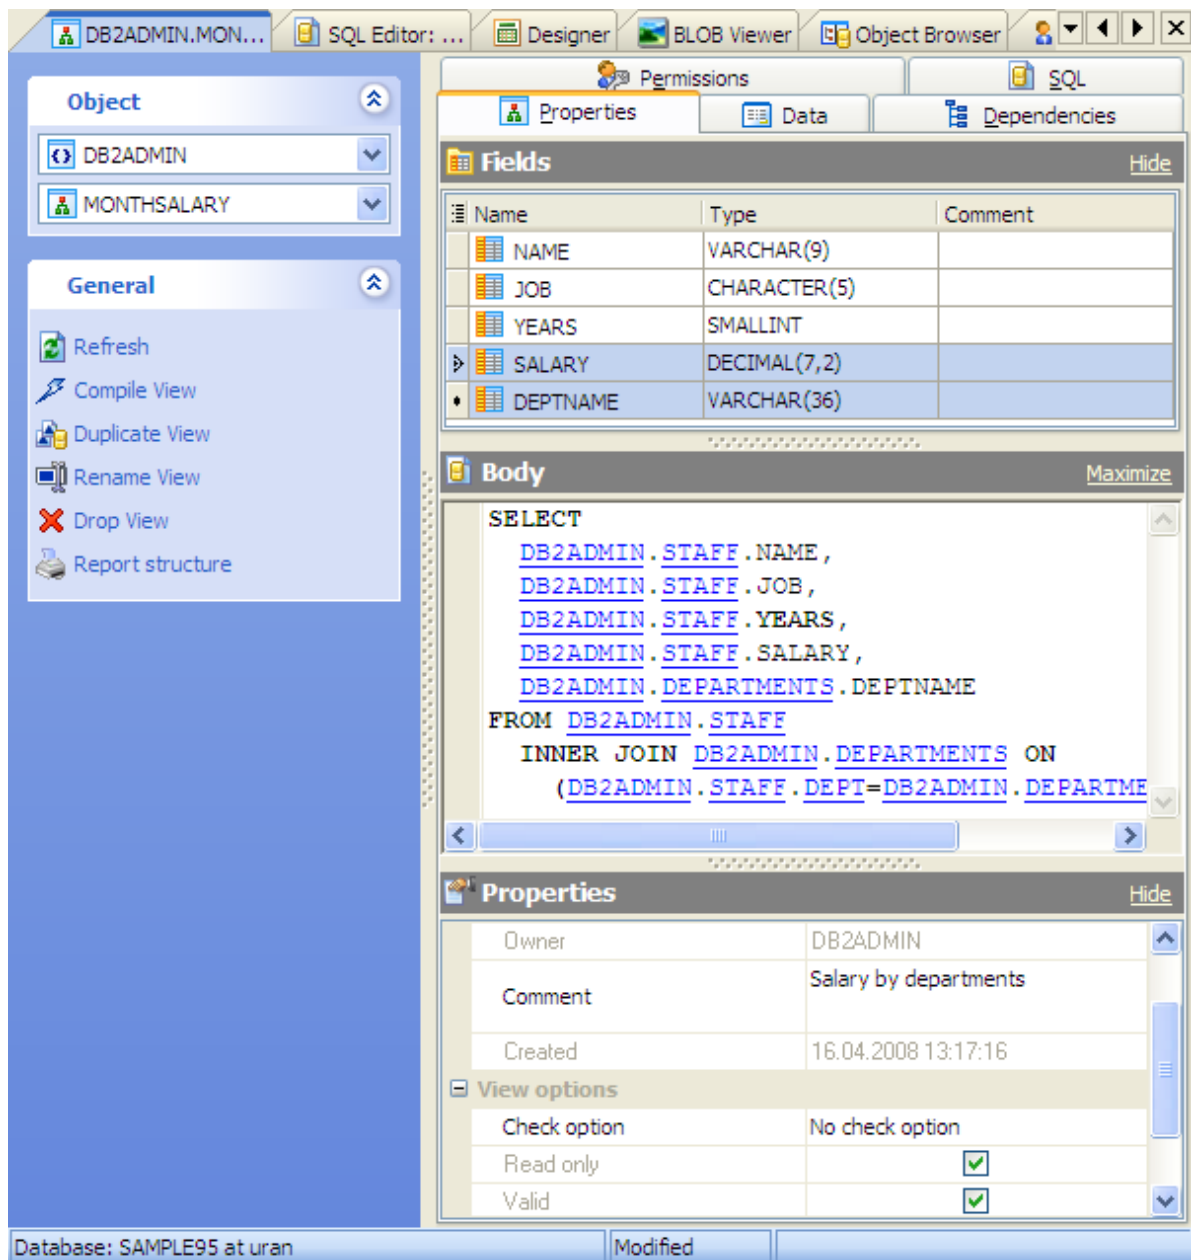 DB2ADMIN.MON... SQL Editor: ... Designer BLOB Viewer Object Browser
Object
DB2ADMIN
MONTHSALARY
General
Refresh
Compile View
Duplicate View
Rename View
Drop View
Report structure
Permissions SQL
Properties Data Dependencies
Fields Hide
Name Type Comment
NAME VARCHAR(9)
JOB CHARACTER(5)
YEARS SMALLINT
SALARY DECIMAL(7,2)
DEPTNAME VARCHAR(36)
Body Maximize
SELECT
DB2ADMIN.STAFF.NAME,
DB2ADMIN.STAFF.JOB,
DB2ADMIN.STAFF.YEARS,
DB2ADMIN.STAFF.SALARY,
DB2ADMIN.DEPARTMENTS.DEPTNAME
FROM DB2ADMIN.STAFF
INNER JOIN DB2ADMIN.DEPARTMENTS ON
(DB2ADMIN.STAFF.DEPT=DB2ADMIN.DEPARTME
Properties Hide
Owner DB2ADMIN
Comment Salary by departments
Created 16.04.2008 13:17:16
View options
Check option No check option
Read only
Valid
Database: SAMPLE95 at uran Modified